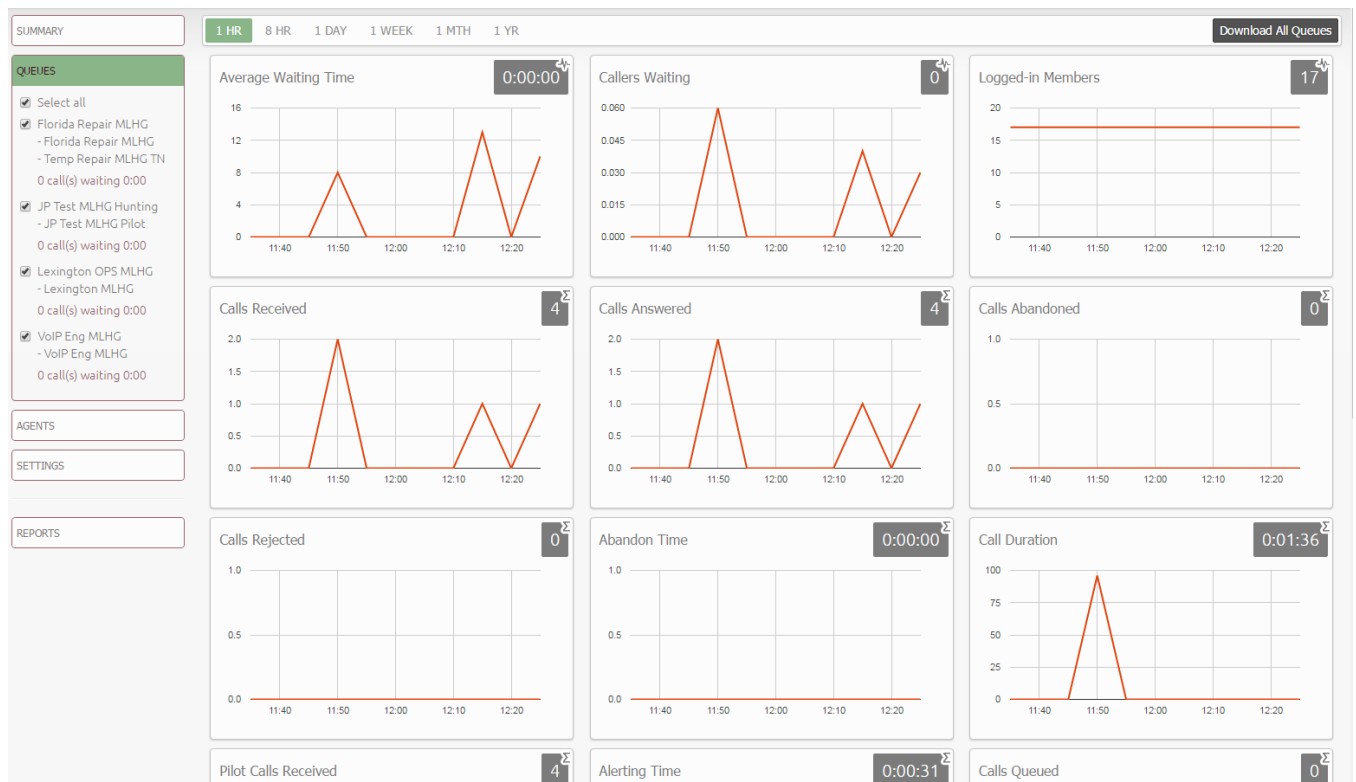 SUMMARY
1 HR 8 HR 1 DAY 1 WEEK 1 MTH 1 YR
Download All Queues
QUEUES
Select all
Florida Repair MLHG
- Florida Repair MLHG
- Temp Repair MLHG TN
0 call(s) waiting 0:00
JP Test MLHG Hunting
- JP Test MLHG Pilot
0 call(s) waiting 0:00
Lexington OPS MLHG
- Lexington MLHG
0 call(s) waiting 0:00
VoIP Eng MLHG
- VoIP Eng MLHG
0 call(s) waiting 0:00
AGENTS
SETTINGS
REPORTS
Average Waiting Time 0:00:00
16
12
8
4
0
11:40 11:50 12:00 12:10 12:20
Callers Waiting 0
0.060
0.045
0.030
0.015
0.000
11:40 11:50 12:00 12:10 12:20
Logged-in Members 17
20
15
10
5
0
11:40 11:50 12:00 12:10 12:20
Calls Received 4 Σ
2.0
1.5
1.0
0.5
0.0
11:40 11:50 12:00 12:10 12:20
Calls Answered 4 Σ
2.0
1.5
1.0
0.5
0.0
11:40 11:50 12:00 12:10 12:20
Calls Abandoned 0 Σ
1.0
0.5
0.0
11:40 11:50 12:00 12:10 12:20
Calls Rejected 0 Σ
1.0
0.5
0.0
11:40 11:50 12:00 12:10 12:20
Abandon Time 0:00:00 Σ
1.0
0.5
0.0
11:40 11:50 12:00 12:10 12:20
Call Duration 0:01:36 Σ
100
75
50
25
0
11:40 11:50 12:00 12:10 12:20
Pilot Calls Received 4 Σ
Alerting Time 0:00:31 Σ
Calls Queued 0 Σ